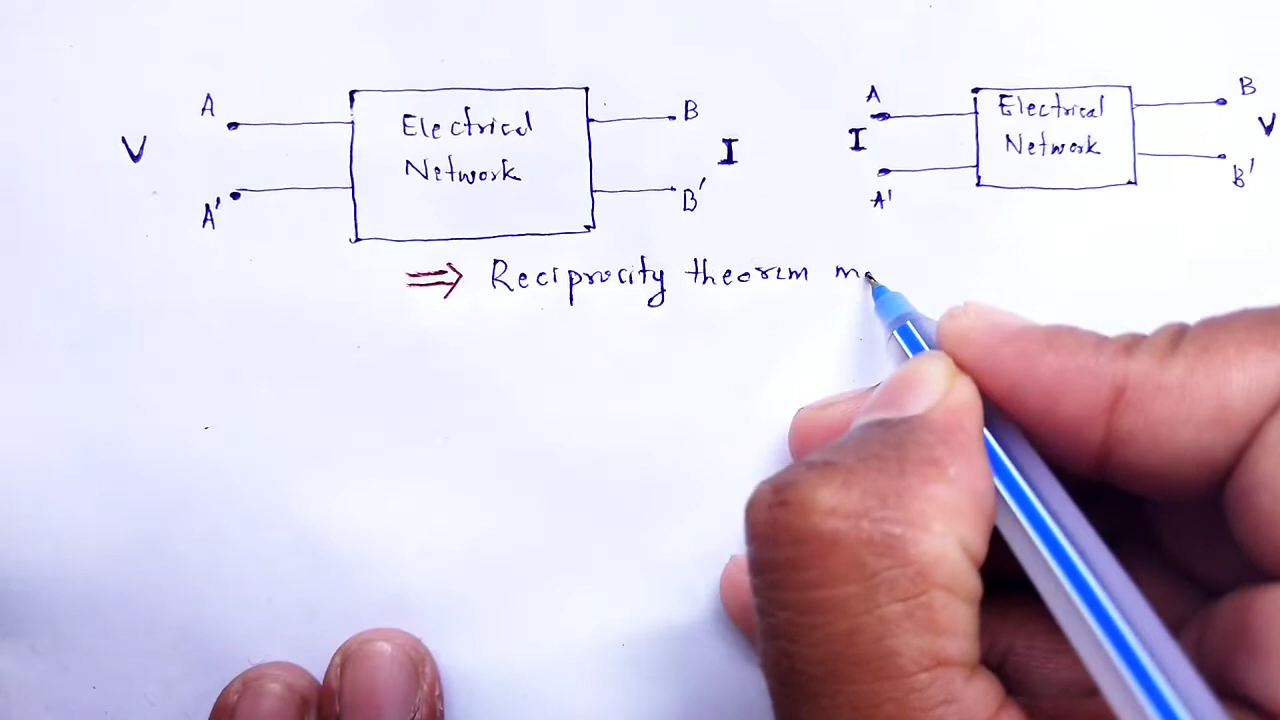 A
Electrical
B
V
Network
I
A'
B'
A
Electrical
B
I
Network
V
A'
B'
⇒ Reciprocity theorem